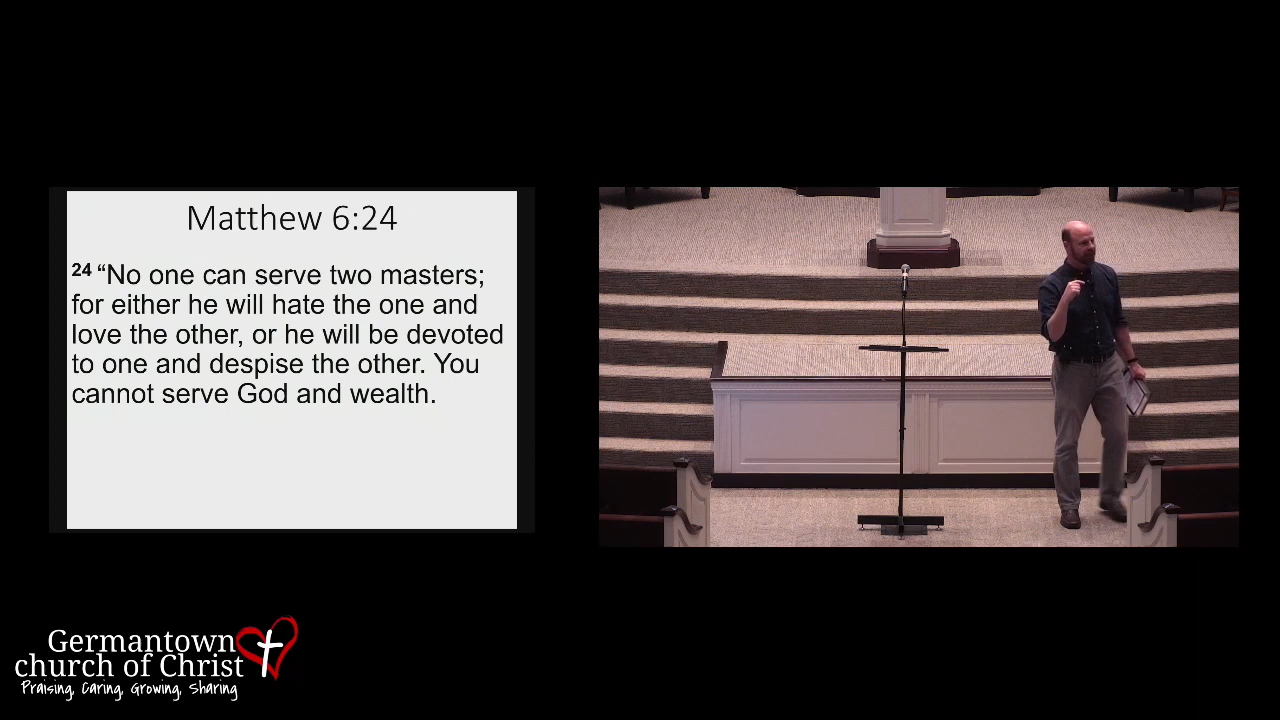 Matthew 6:24
24 “No one can serve two masters;
for either he will hate the one and
love the other, or he will be devoted
to one and despise the other. You
cannot serve God and wealth.
Germantown
church of Christ
Praising, Caring, Growing, Sharing